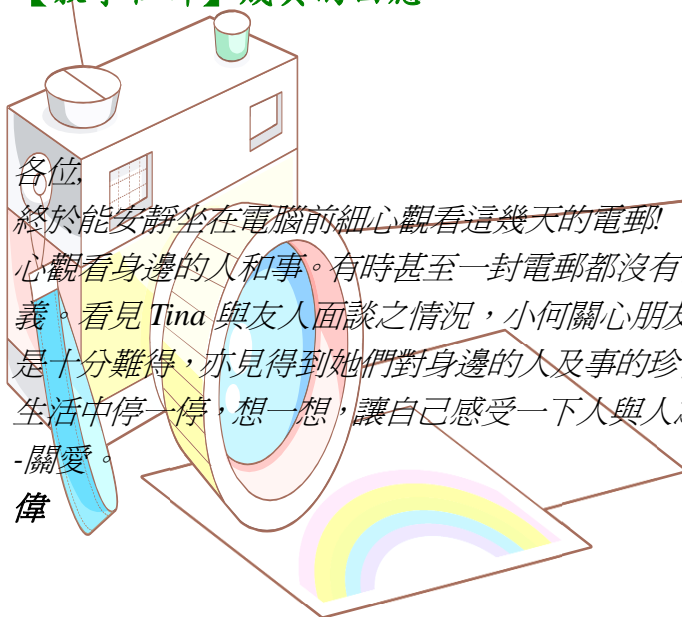 各位,
終於能安靜坐在電腦前細心觀看這幾天的電郵!
心觀看身邊的人和事。有時甚至一封電郵都沒有
義。看見 Tina 與友人面談之情況，小何關心朋友
是十分難得，亦見得到她們對身邊的人及事的珍
生活中停一停，想一想，讓自己感受一下人與人
-關愛。
偉